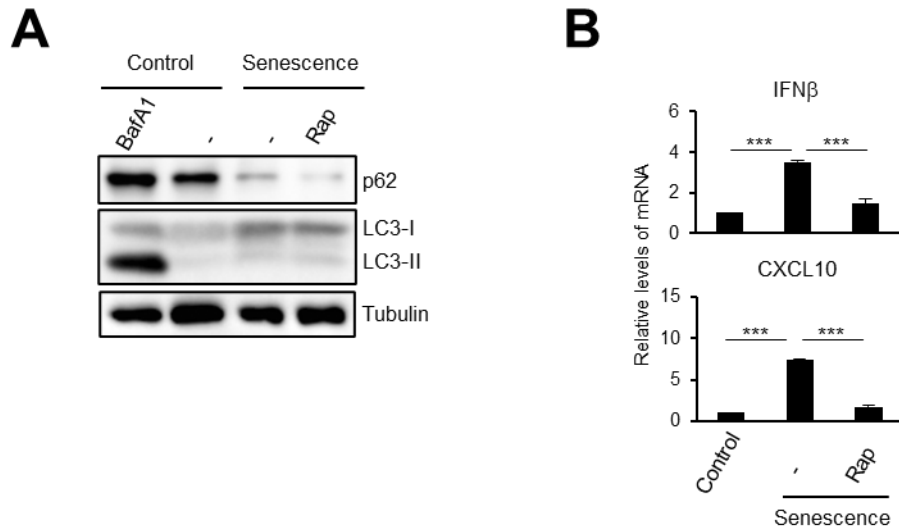 A
Control Senescence
BafA1 - - Rap
p62
LC3-I
LC3-II
Tubulin
B
IFNβ
6
4
2
0
*** ***
CXCL10
15
10
5
0
*** ***
Relative levels of mRNA
Control - Rap
Senescence